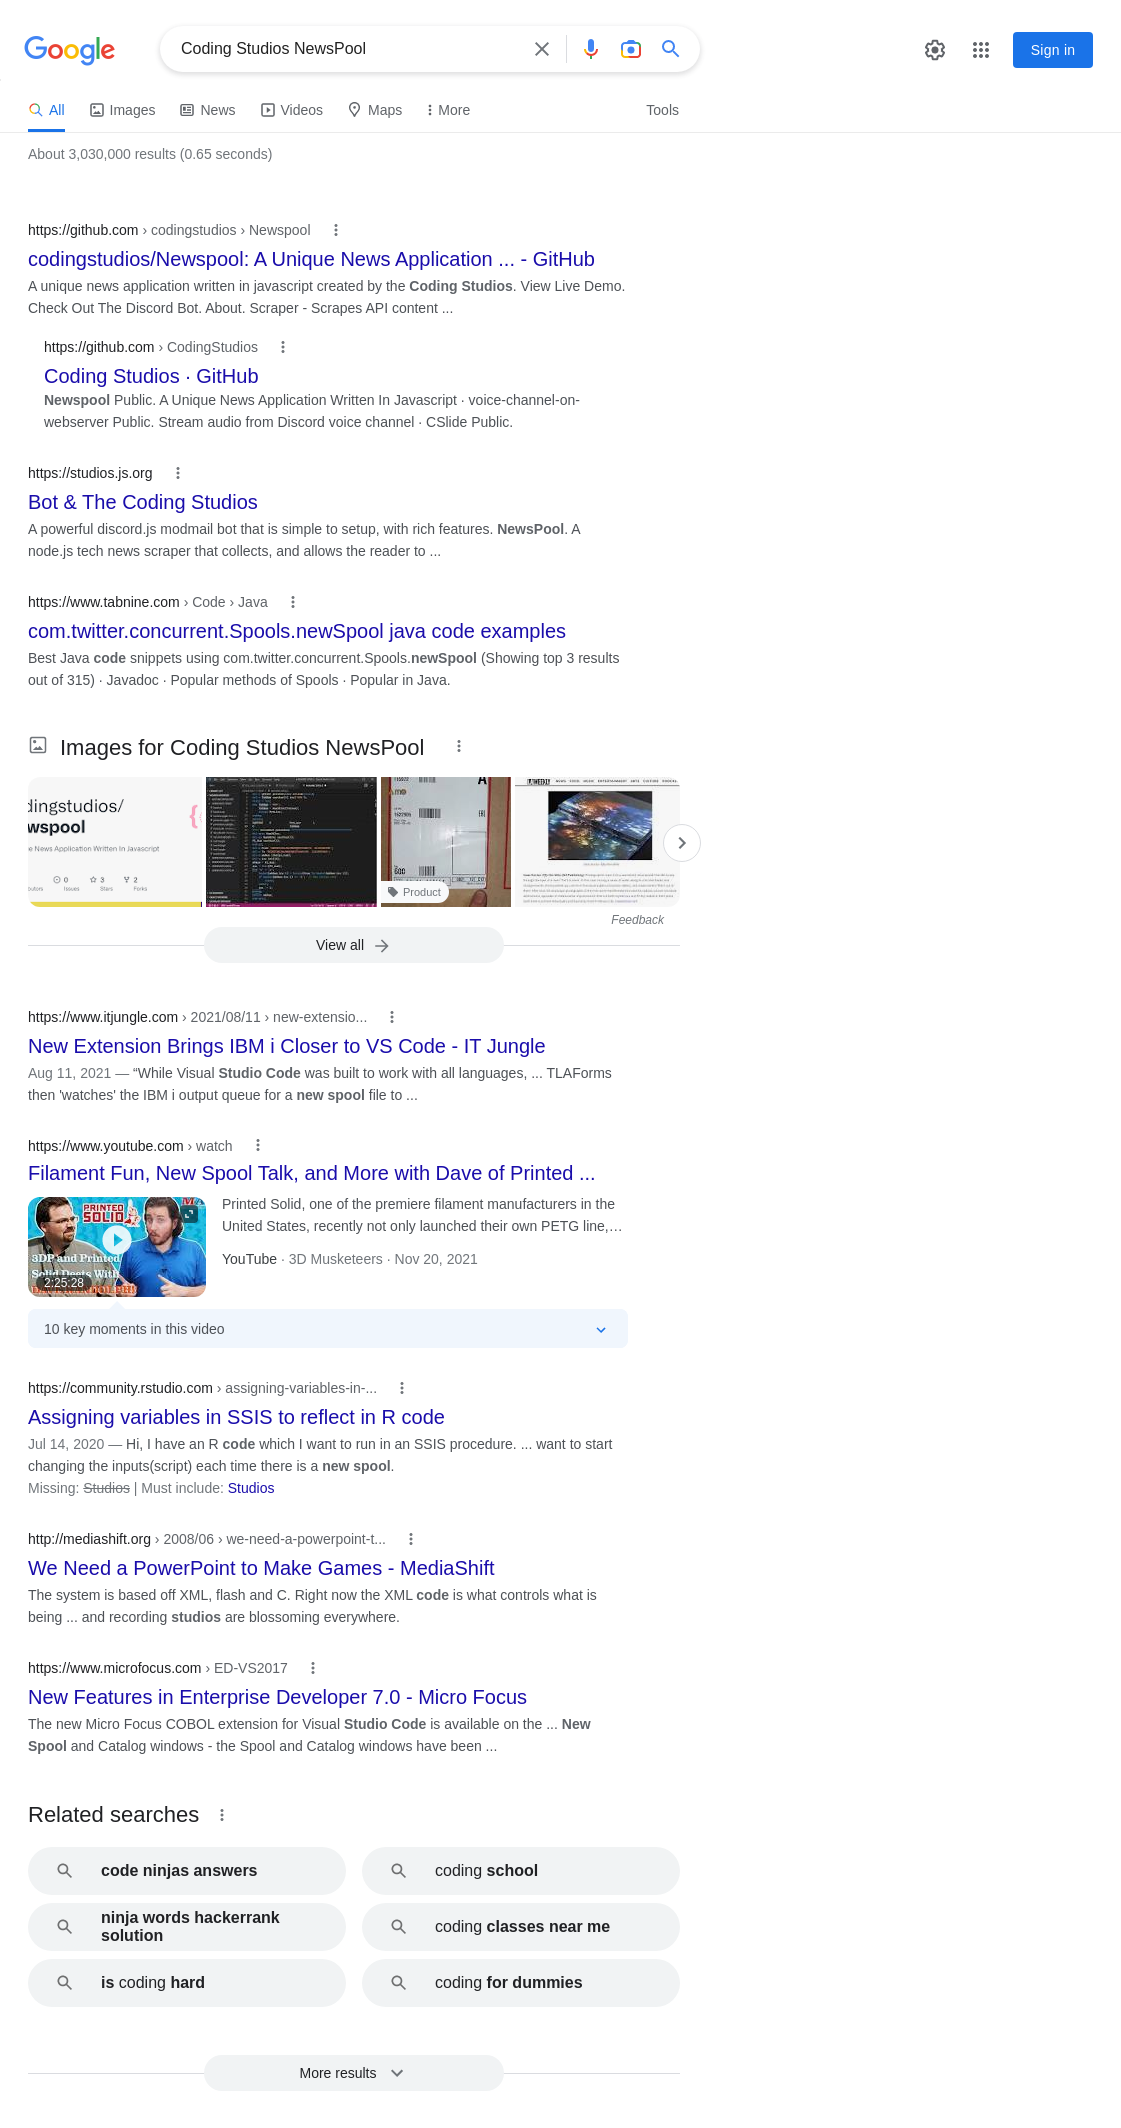 Google
Coding Studios NewsPool
Sign in
All
Images
News
Videos
Maps
More
Tools
About 3,030,000 results (0.65 seconds)
https://github.com › codingstudios › Newspool
codingstudios/Newspool: A Unique News Application ... - GitHub
A unique news application written in javascript created by the Coding Studios. View Live Demo.
Check Out The Discord Bot. About. Scraper - Scrapes API content ...
https://github.com › CodingStudios
Coding Studios · GitHub
Newspool Public. A Unique News Application Written In Javascript · voice-channel-on-
webserver Public. Stream audio from Discord voice channel · CSlide Public.
https://studios.js.org
Bot & The Coding Studios
A powerful discord.js modmail bot that is simple to setup, with rich features. NewsPool. A
node.js tech news scraper that collects, and allows the reader to ...
https://www.tabnine.com › Code › Java
com.twitter.concurrent.Spools.newSpool java code examples
Best Java code snippets using com.twitter.concurrent.Spools.newSpool (Showing top 3 results
out of 315) · Javadoc · Popular methods of Spools · Popular in Java.
Images for Coding Studios NewsPool
dingstudios/
wspool
e News Application Written In Javascript
0
3
2
utors
Issues
Stars
Forks
Product
Feedback
View all
https://www.itjungle.com › 2021/08/11 › new-extensio...
New Extension Brings IBM i Closer to VS Code - IT Jungle
Aug 11, 2021 — “While Visual Studio Code was built to work with all languages, ... TLAForms
then 'watches' the IBM i output queue for a new spool file to ...
https://www.youtube.com › watch
Filament Fun, New Spool Talk, and More with Dave of Printed ...
PRINTED
SOLID
3DP and Printed
Solid Deets With
2:25:28
Printed Solid, one of the premiere filament manufacturers in the
United States, recently not only launched their own PETG line,…
YouTube · 3D Musketeers · Nov 20, 2021
10 key moments in this video
https://community.rstudio.com › assigning-variables-in-...
Assigning variables in SSIS to reflect in R code
Jul 14, 2020 — Hi, I have an R code which I want to run in an SSIS procedure. ... want to start
changing the inputs(script) each time there is a new spool.
Missing: Studios | Must include: Studios
http://mediashift.org › 2008/06 › we-need-a-powerpoint-t...
We Need a PowerPoint to Make Games - MediaShift
The system is based off XML, flash and C. Right now the XML code is what controls what is
being ... and recording studios are blossoming everywhere.
https://www.microfocus.com › ED-VS2017
New Features in Enterprise Developer 7.0 - Micro Focus
The new Micro Focus COBOL extension for Visual Studio Code is available on the ... New
Spool and Catalog windows - the Spool and Catalog windows have been ...
Related searches
code ninjas answers
coding school
ninja words hackerrank
solution
coding classes near me
is coding hard
coding for dummies
More results